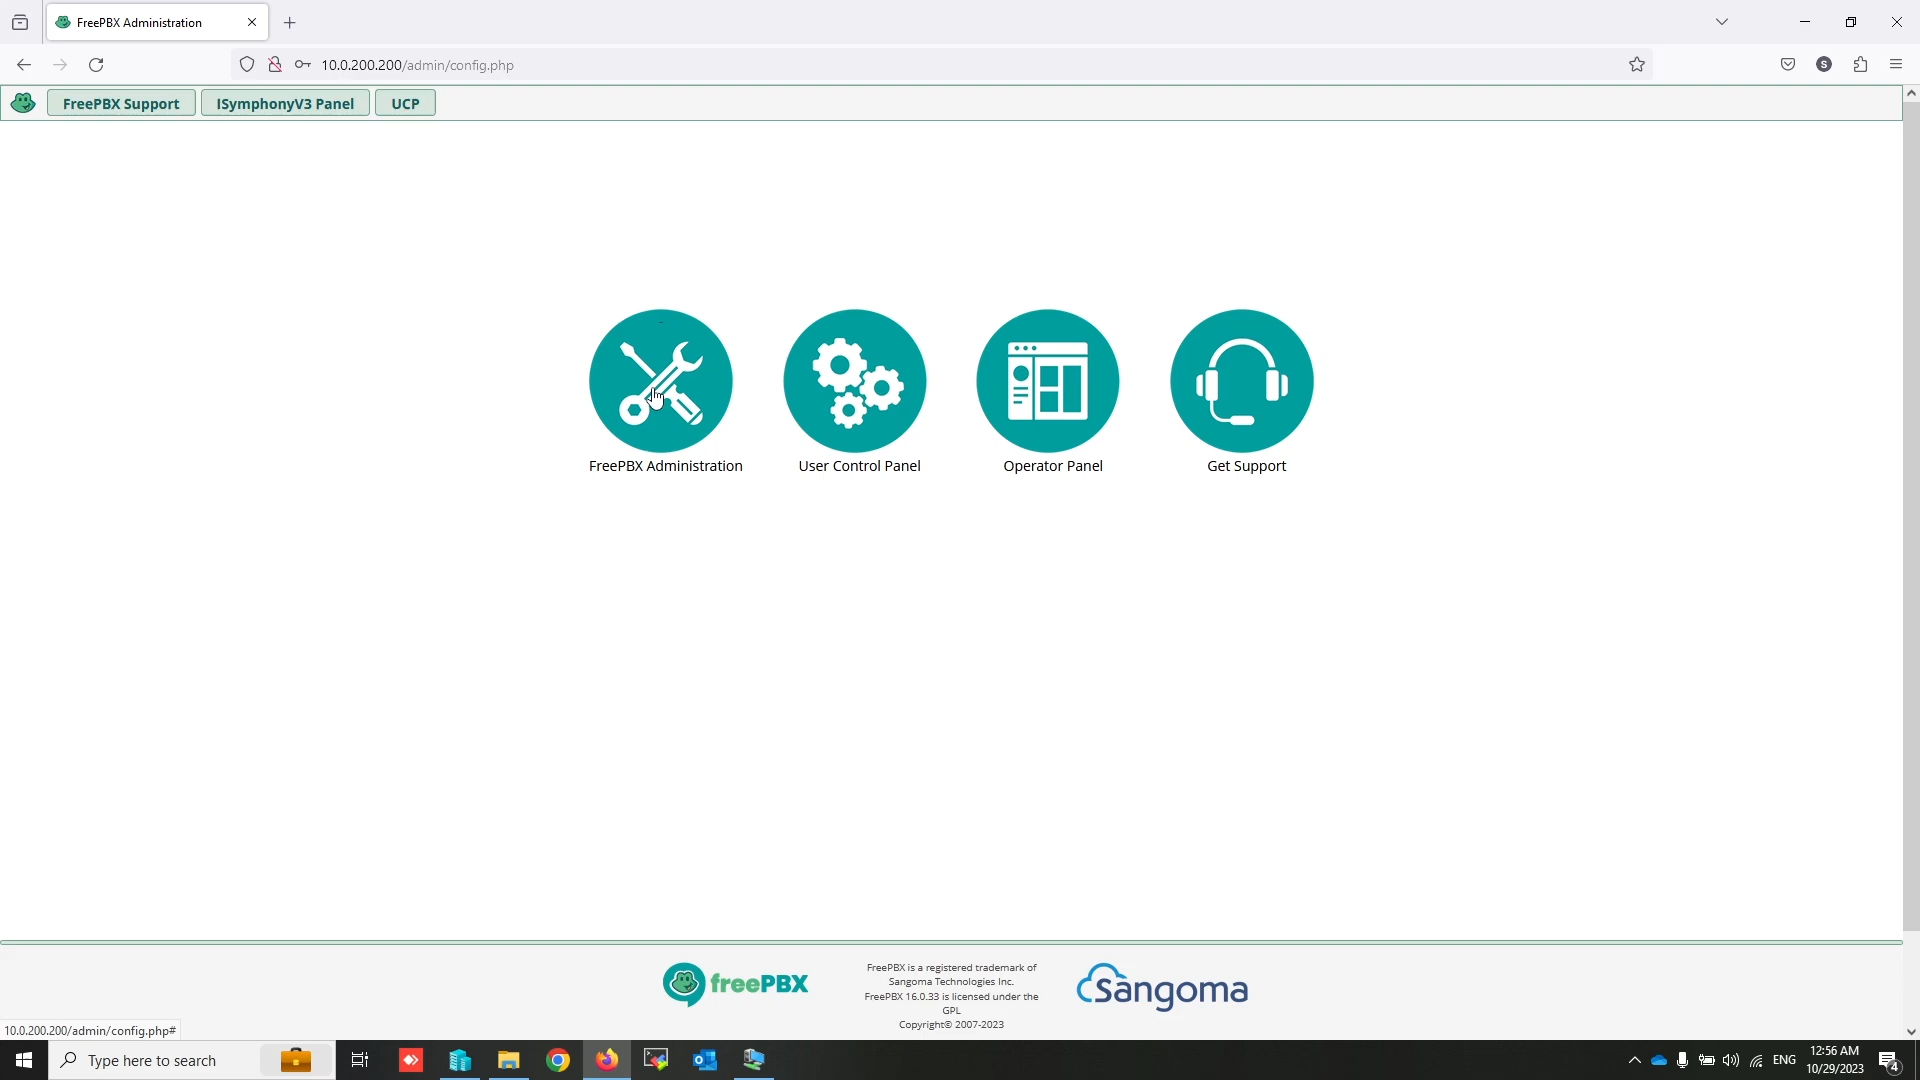 FreePBX Administration
10.0.200.200/admin/config.php
S
FreePBX Support
ISymphonyV3 Panel
UCP
FreePBX Administration
User Control Panel
Operator Panel
Get Support
freePBX
FreePBX is a registered trademark of
Sangoma Technologies Inc.
FreePBX 16.0.33 is licensed under the
GPL
Copyright© 2007-2023
Sangoma
10.0.200.200/admin/config.php#
Type here to search
ENG
12:56 AM
10/29/2023
4